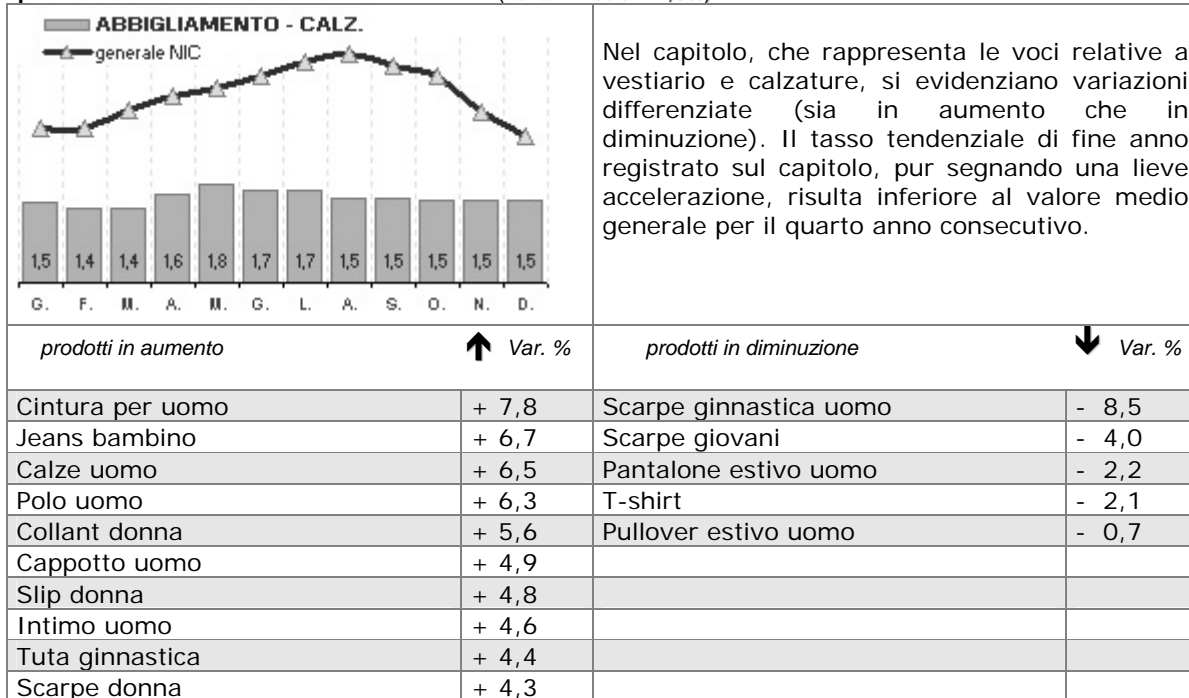 ABBIGLIAMENTO - CALZ.
generale NIC
1,5 1,4 1,4 1,6 1,8 1,7 1,7 1,5 1,5 1,5 1,5 1,5
G. F. M. A. M. G. L. A. S. O. N. D.
Nel capitolo, che rappresenta le voci relative a
vestiario e calzature, si evidenziano variazioni
differenziate (sia in aumento che in
diminuzione). Il tasso tendenziale di fine anno
registrato sul capitolo, pur segnando una lieve
accelerazione, risulta inferiore al valore medio
generale per il quarto anno consecutivo.
prodotti in aumento Var. % prodotti in diminuzione Var. %
Cintura per uomo + 7,8 Scarpe ginnastica uomo - 8,5
Jeans bambino + 6,7 Scarpe giovani - 4,0
Calze uomo + 6,5 Pantalone estivo uomo - 2,2
Polo uomo + 6,3 T-shirt - 2,1
Collant donna + 5,6 Pullover estivo uomo - 0,7
Cappotto uomo + 4,9
Slip donna + 4,8
Intimo uomo + 4,6
Tuta ginnastica + 4,4
Scarpe donna + 4,3